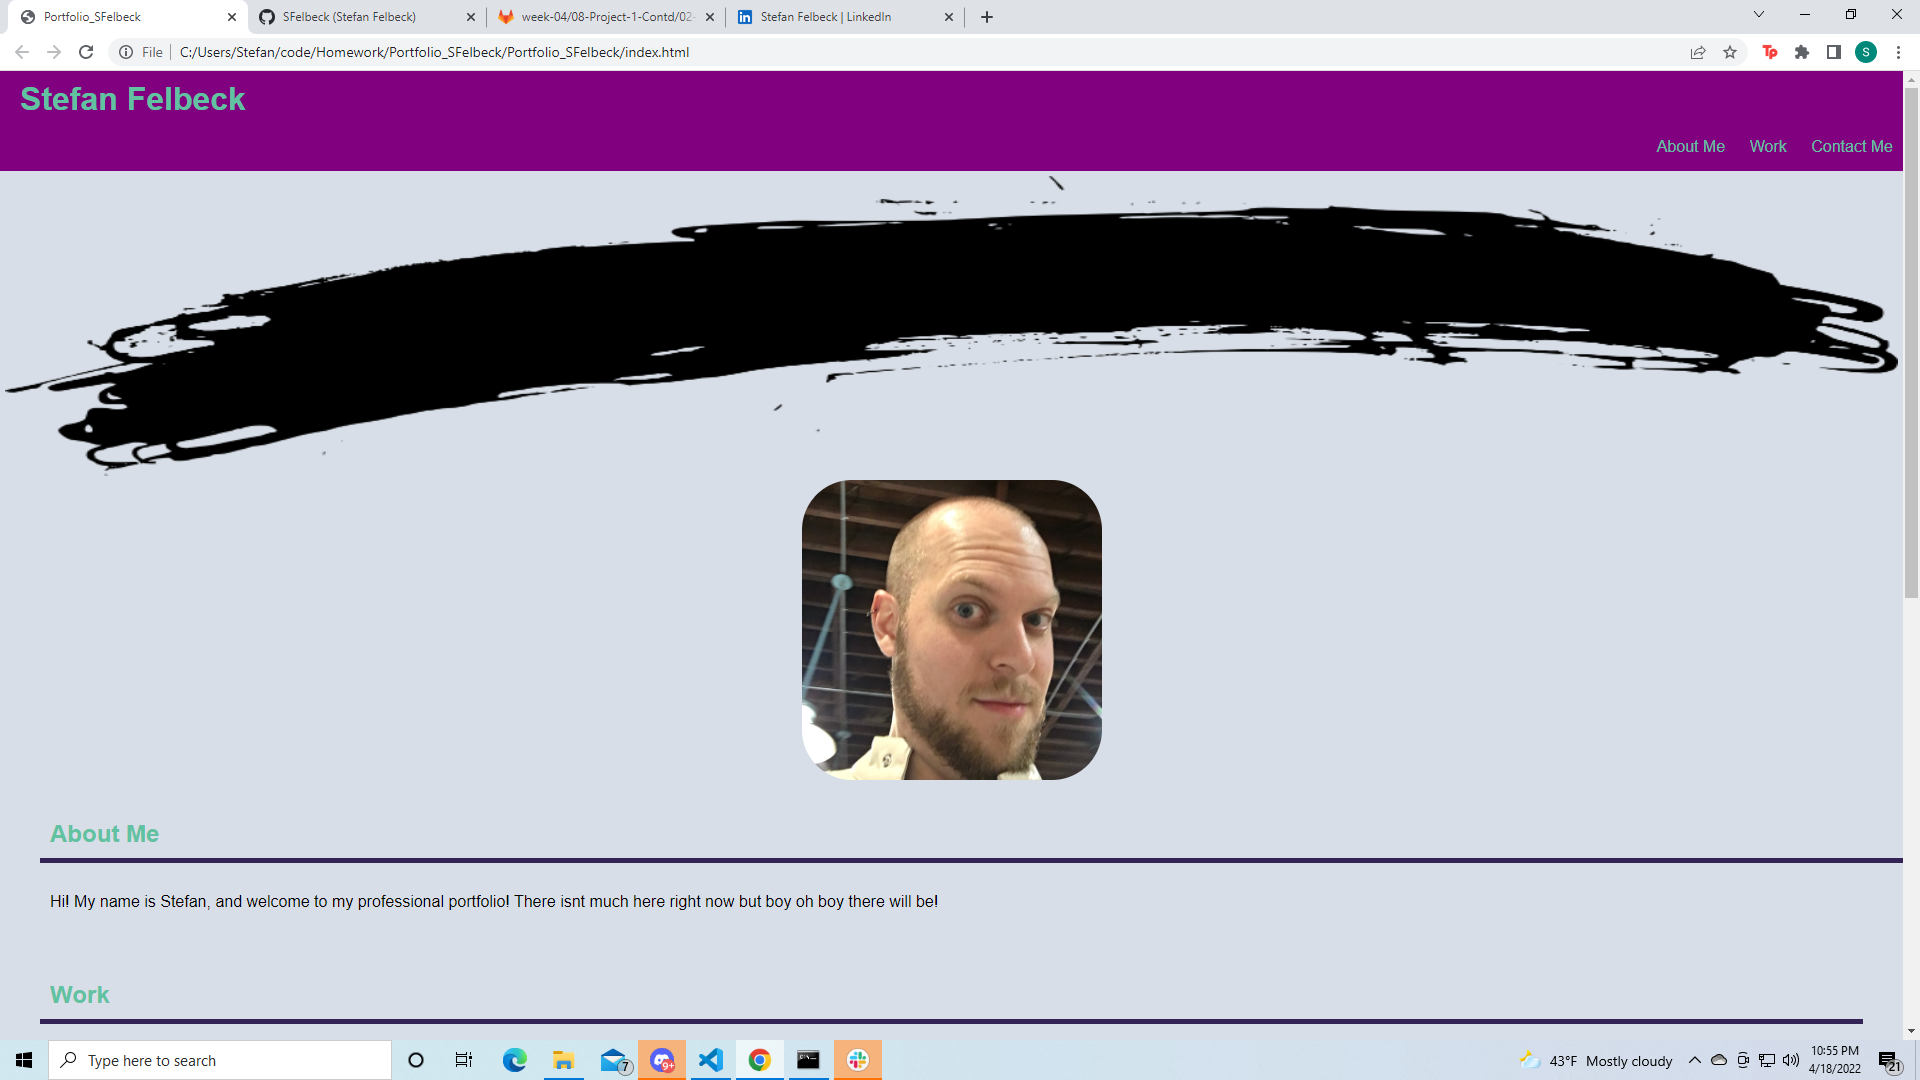 Portfolio_SFelbeck
SFelbeck (Stefan Felbeck)
week-04/08-Project-1-Contd/02-
Stefan Felbeck | LinkedIn
File
C:/Users/Stefan/code/Homework/Portfolio_SFelbeck/Portfolio_SFelbeck/index.html
Tp
S
Stefan Felbeck
About Me Work Contact Me
About Me
Hi! My name is Stefan, and welcome to my professional portfolio! There isnt much here right now but boy oh boy there will be!
Work
Type here to search
7
9+
43°F Mostly cloudy
10:55 PM
4/18/2022
21